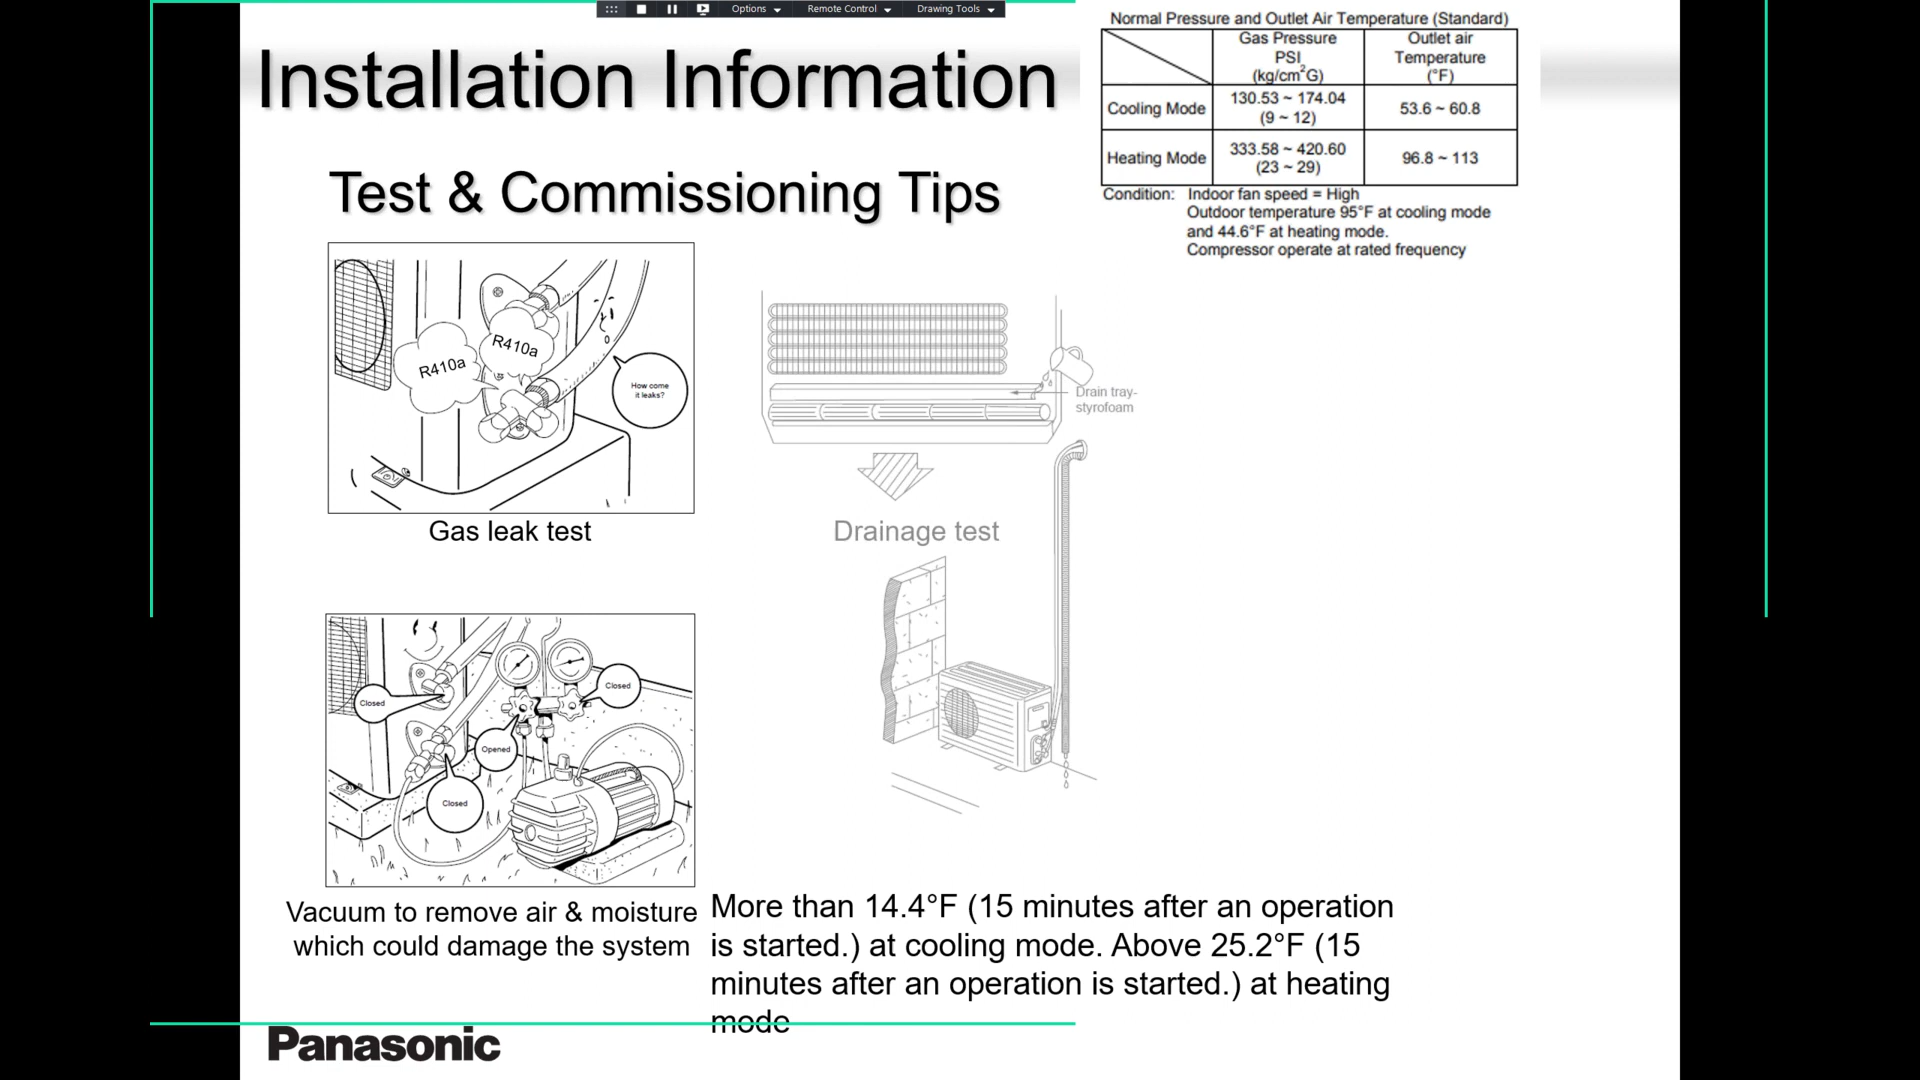 Options
Remote Control
Drawing Tools
Installation Information
Normal Pressure and Outlet Air Temperature (Standard)
Gas Pressure
PSI
(kg/cm²G)
Outlet air
Temperature
(°F)
Cooling Mode
130.53 ~ 174.04
(9 ~ 12)
53.6 ~ 60.8
Heating Mode
333.58 ~ 420.60
(23 ~ 29)
96.8 ~ 113
Condition: Indoor fan speed = High
Outdoor temperature 95°F at cooling mode
and 44.6°F at heating mode.
Compressor operate at rated frequency
Test & Commissioning Tips
R410a
R410a
How come
it leaks?
Gas leak test
Drain tray-
styrofoam
Drainage test
Closed
Closed
Opened
Closed
Vacuum to remove air & moisture
which could damage the system
More than 14.4°F (15 minutes after an operation
is started.) at cooling mode. Above 25.2°F (15
minutes after an operation is started.) at heating
mode
Panasonic